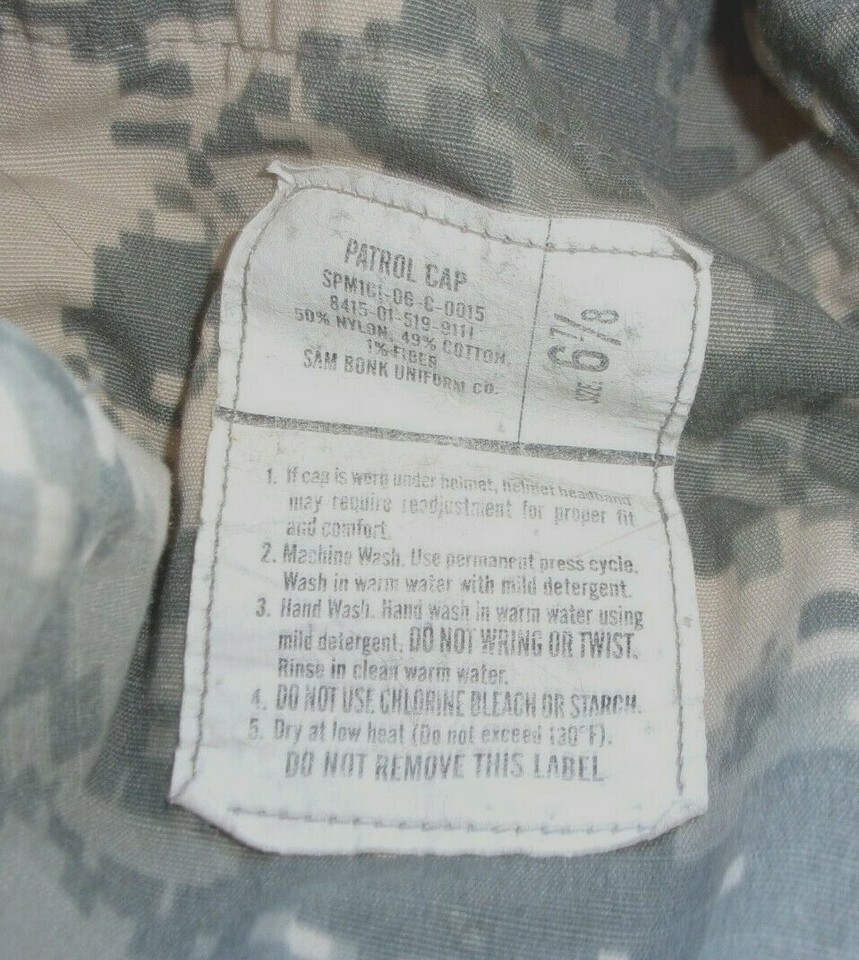 PATROL CAP
SPM1C1-06-C-0015
8415-01-519-9111
50% NYLON, 49% COTTON,
1% FIBER
SAM BONK UNIFORM CO.
SIZE: 6 7/8
1. If cap is worn under helmet, helmet headband
may require readjustment for proper fit
and comfort.
2. Machine Wash. Use permanent press cycle.
Wash in warm water with mild detergent.
3. Hand Wash. Hand wash in warm water using
mild detergent. DO NOT WRING OR TWIST.
Rinse in clean warm water.
4. DO NOT USE CHLORINE BLEACH OR STARCH.
5. Dry at low heat (Do not exceed 130°F).
DO NOT REMOVE THIS LABEL